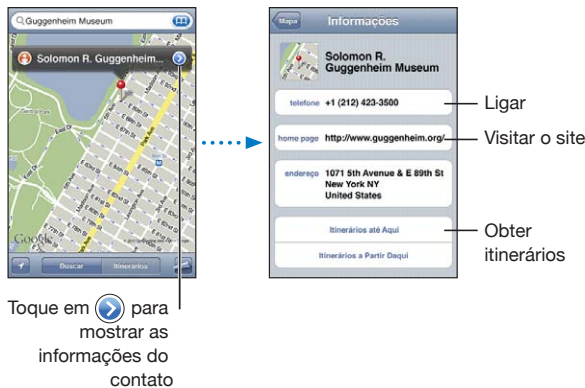 Guggenheim Museum
Solomon R. Guggenheim...
Google
Buscar
Itinerários
Toque em para
mostrar as
informações do
contato
Mapa
Informações
Solomon R.
Guggenheim Museum
telefone +1 (212) 423-3500
Ligar
home page http://www.guggenheim.org/
Visitar o site
endereço 1071 5th Avenue & E 89th St
New York NY
United States
Itinerários até Aqui
Obter
itinerários
Itinerários a Partir Daqui